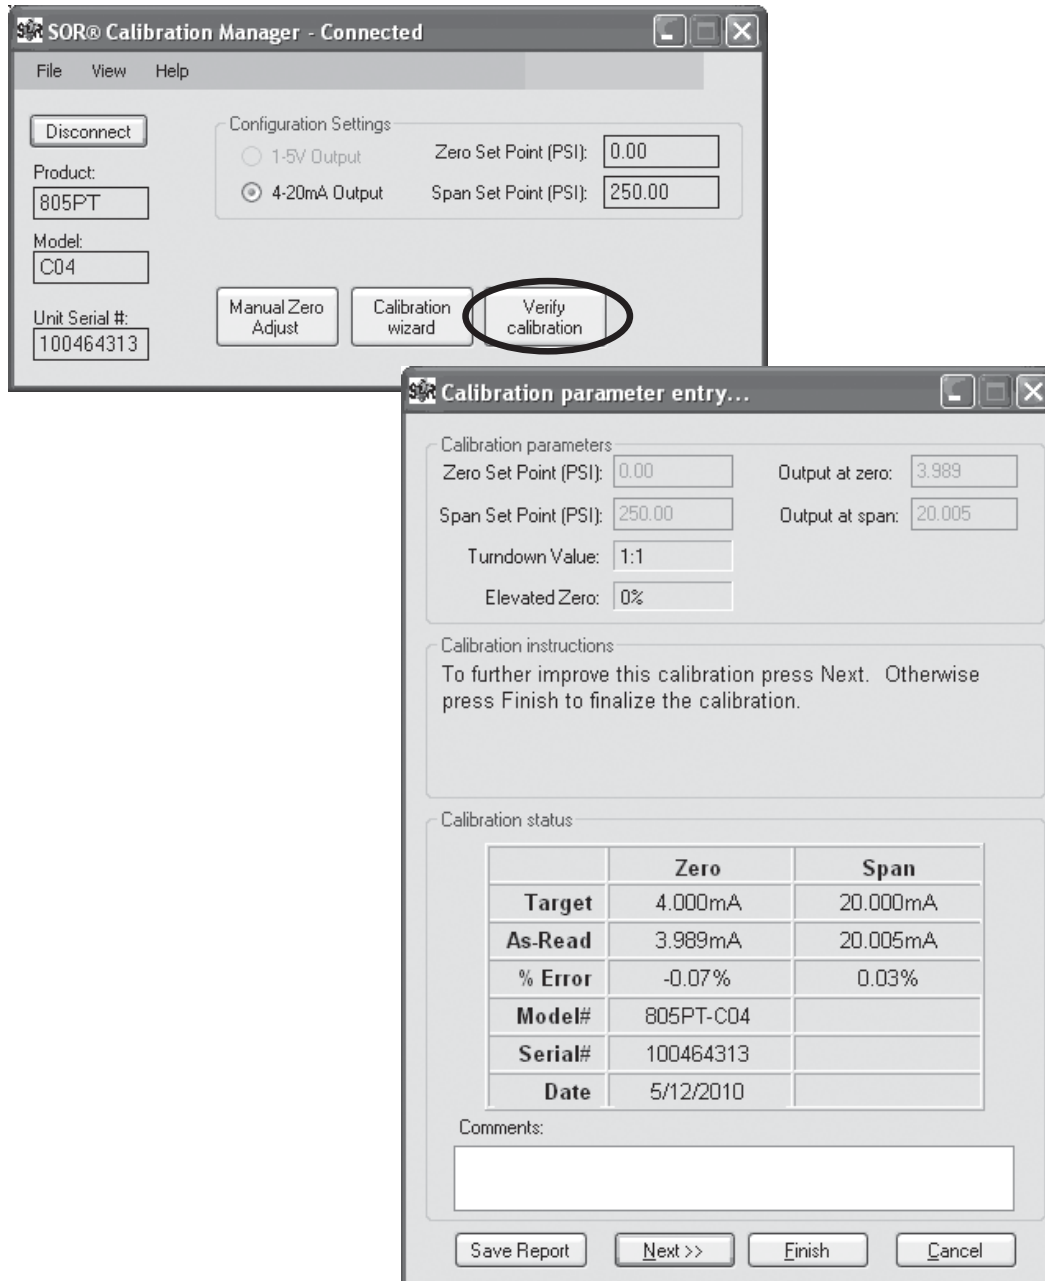 SOR SOR® Calibration Manager - Connected
File View Help
Disconnect
Product:
805PT
Model:
C04
Unit Serial #:
100464313
Configuration Settings
1-5V Output
4-20mA Output
Zero Set Point (PSI): 0.00
Span Set Point (PSI): 250.00
Manual Zero
Adjust
Calibration
wizard
Verify
calibration
SOR Calibration parameter entry...
Calibration parameters
Zero Set Point (PSI): 0.00 Output at zero: 3.989
Span Set Point (PSI): 250.00 Output at span: 20.005
Turndown Value: 1:1
Elevated Zero: 0%
Calibration instructions
To further improve this calibration press Next. Otherwise
press Finish to finalize the calibration.
Calibration status
Zero Span
Target 4.000mA 20.000mA
As-Read 3.989mA 20.005mA
% Error -0.07% 0.03%
Model# 805PT-C04
Serial# 100464313
Date 5/12/2010
Comments:
Save Report Next >> Finish Cancel